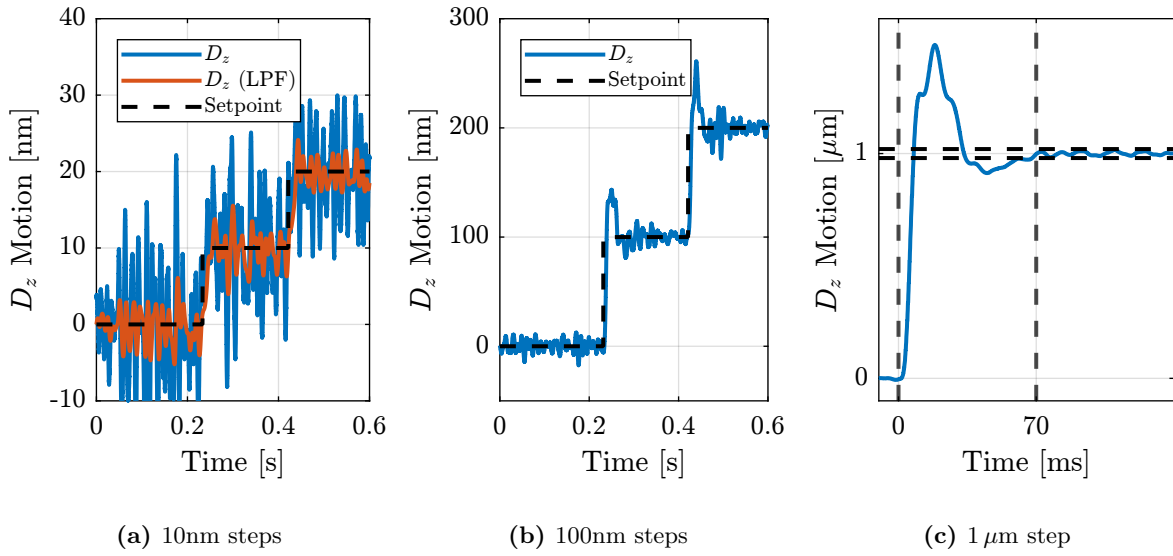 40
30
20
10
0
-10
0
0.2
0.4
0.6
D_z Motion [nm]
Time [s]
D_z
D_z (LPF)
Setpoint
(a) 10nm steps
300
200
100
0
0
0.2
0.4
0.6
D_z Motion [nm]
Time [s]
D_z
Setpoint
(b) 100nm steps
1
0
0
70
D_z Motion [μm]
Time [ms]
(c) 1 μm step